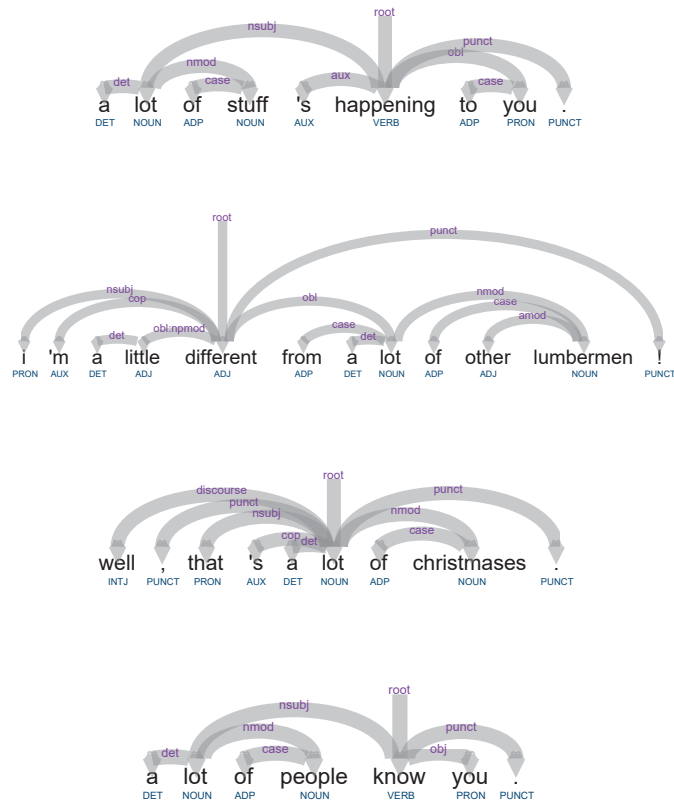 root
nsubj punct
obl
nmod
det case aux case
a lot of stuff 's happening to you .
DET NOUN ADP NOUN AUX VERB ADP PRON PUNCT
root
punct
nsubj nmod
cop obl case
amod
det obl:npmod case det
i 'm a little different from a lot of other lumbermen !
PRON AUX DET ADJ ADJ ADP DET NOUN ADP ADJ NOUN PUNCT
root
discourse punct
punct nmod
nsubj
cop det case
well , that 's a lot of christmases .
INTJ PUNCT PRON AUX DET NOUN ADP NOUN PUNCT
root
nsubj
nmod punct
det case obj
a lot of people know you .
DET NOUN ADP NOUN VERB PRON PUNCT